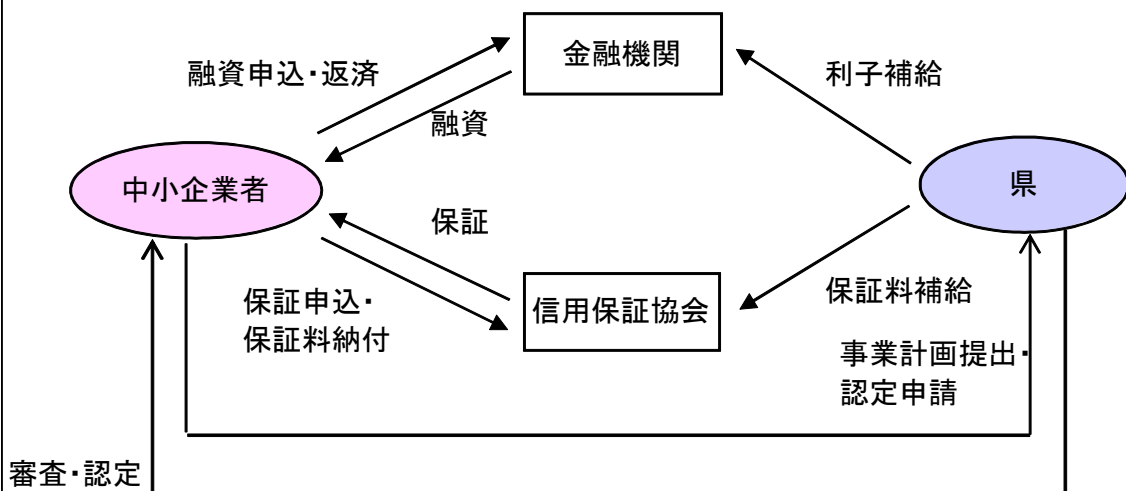 金融機関
融資申込・返済
利子補給
融資
中小企業者
県
保証
保証申込・
保証料納付
信用保証協会
保証料補給
事業計画提出・
認定申請
審査・認定